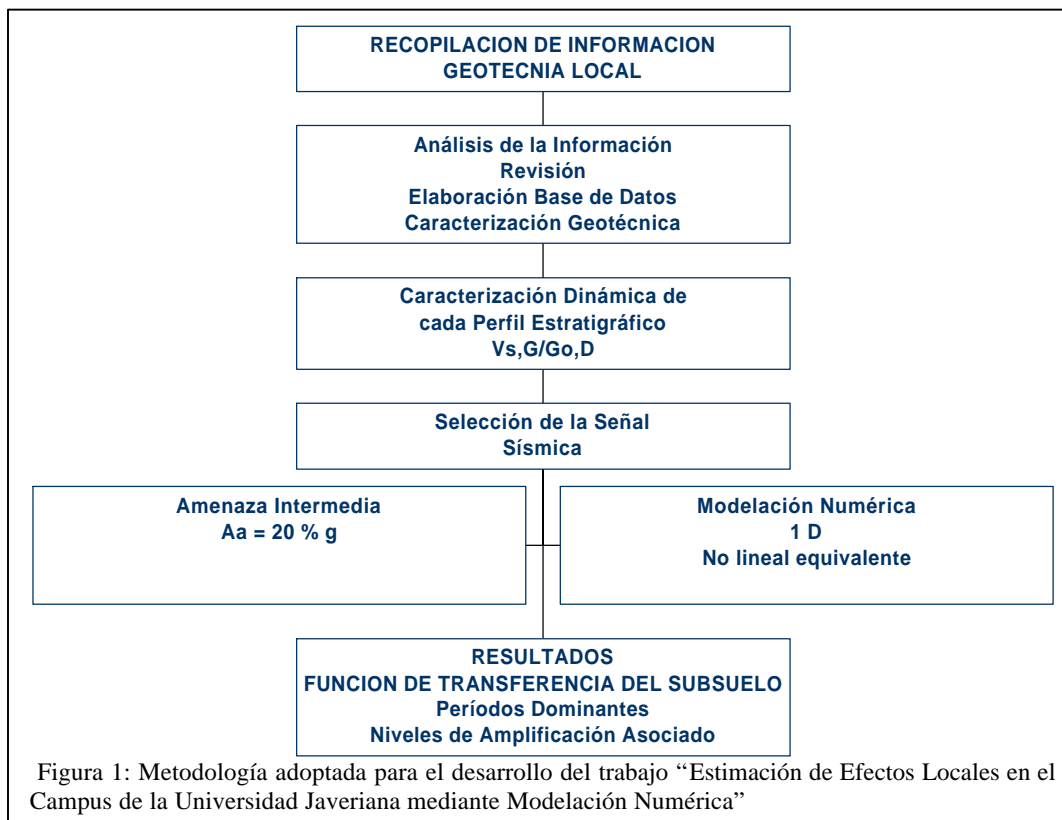 RECOPILACION DE INFORMACION
GEOTECNIA LOCAL
Análisis de la Información
Revisión
Elaboración Base de Datos
Caracterización Geotécnica
Caracterización Dinámica de
cada Perfil Estratigráfico
Vs,G/Go,D
Selección de la Señal
Sísmica
Amenaza Intermedia
Aa = 20 % g
Modelación Numérica
1 D
No lineal equivalente
RESULTADOS
FUNCION DE TRANSFERENCIA DEL SUBSUELO
Períodos Dominantes
Niveles de Amplificación Asociado
Figura 1: Metodología adoptada para el desarrollo del trabajo “Estimación de Efectos Locales en el
Campus de la Universidad Javeriana mediante Modelación Numérica”